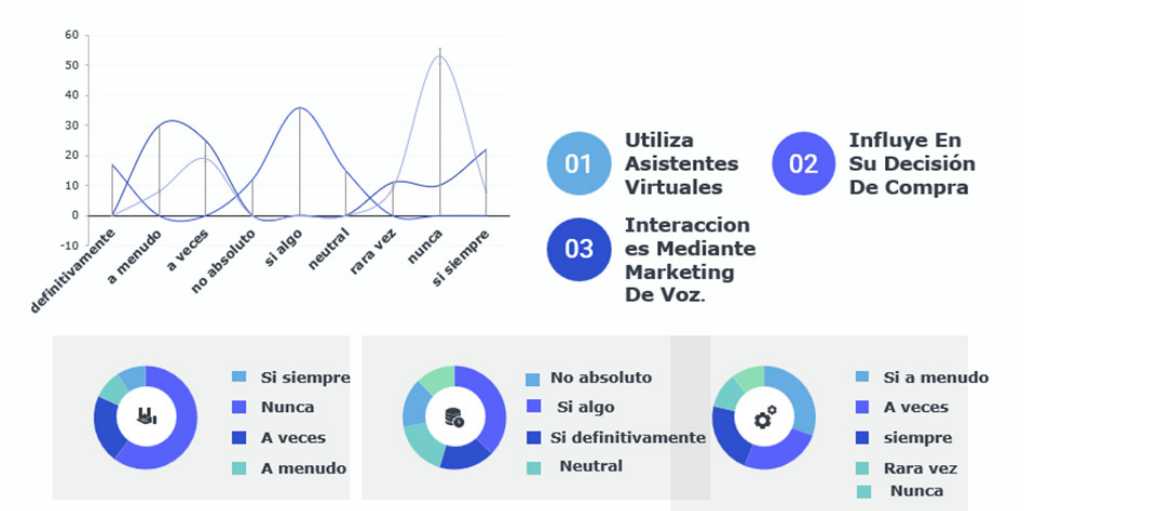 60
50
40
30
20
10
0
-10
definitivamente
a menudo
a veces
no absoluto
si algo
neutral
rara vez
nunca
si siempre
01
Utiliza
Asistentes
Virtuales
02
Influye En
Su Decisión
De Compra
03
Interaccion
es Mediante
Marketing
De Voz.
Si siempre
Nunca
A veces
A menudo
No absoluto
Si algo
Si definitivamente
Neutral
Si a menudo
A veces
siempre
Rara vez
Nunca